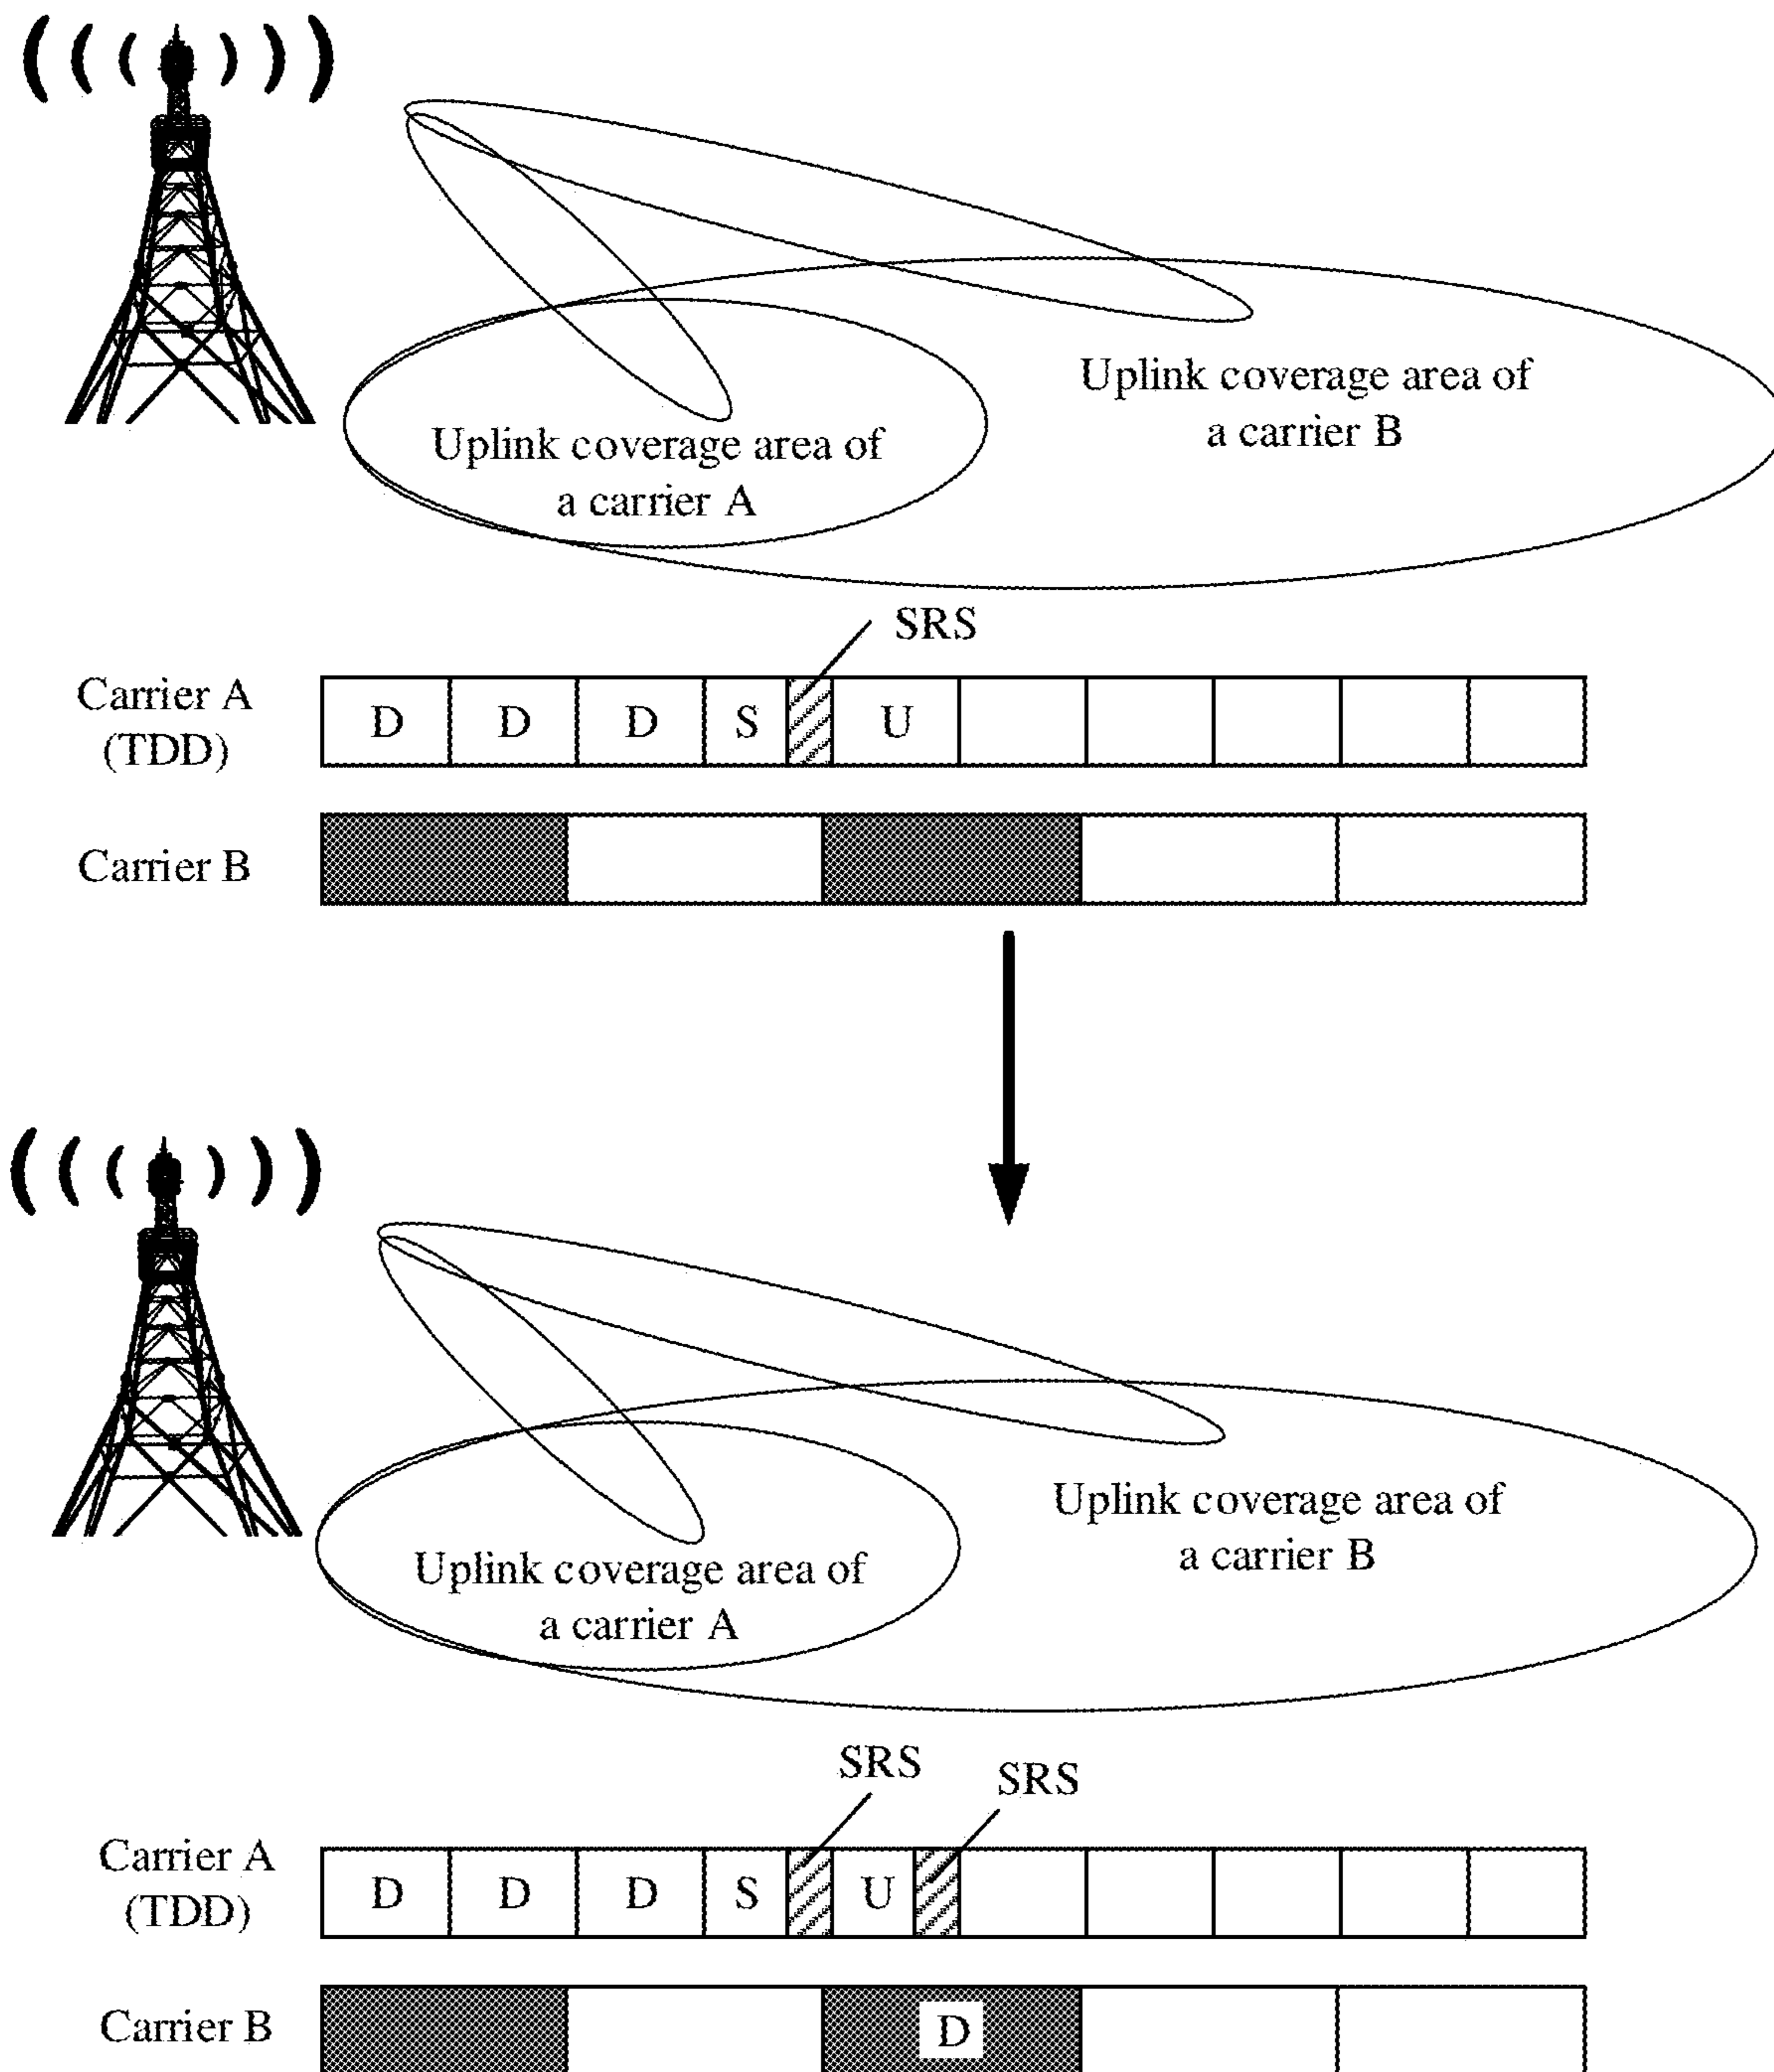 Uplink coverage area of
a carrier B
Uplink coverage area of
a carrier A
SRS
Carrier A
(TDD)
D D D S U
Carrier B
Uplink coverage area of
a carrier B
Uplink coverage area of
a carrier A
SRS
SRS
Carrier A
(TDD)
D D D S U
Carrier B
D